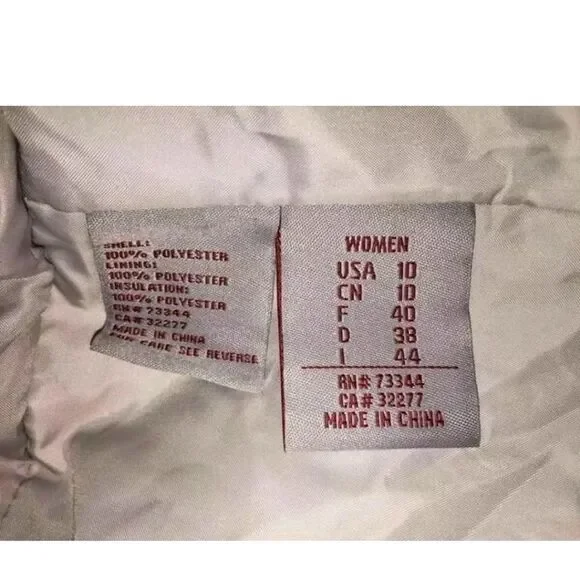 SHELL:
100% POLYESTER
LINING:
100% POLYESTER
INSULATION:
100% POLYESTER
RN# 73344
CA# 32277
MADE IN CHINA
FOR CARE SEE REVERSE
WOMEN
USA 10
CN 10
F 40
D 38
I 44
RN# 73344
CA# 32277
MADE IN CHINA